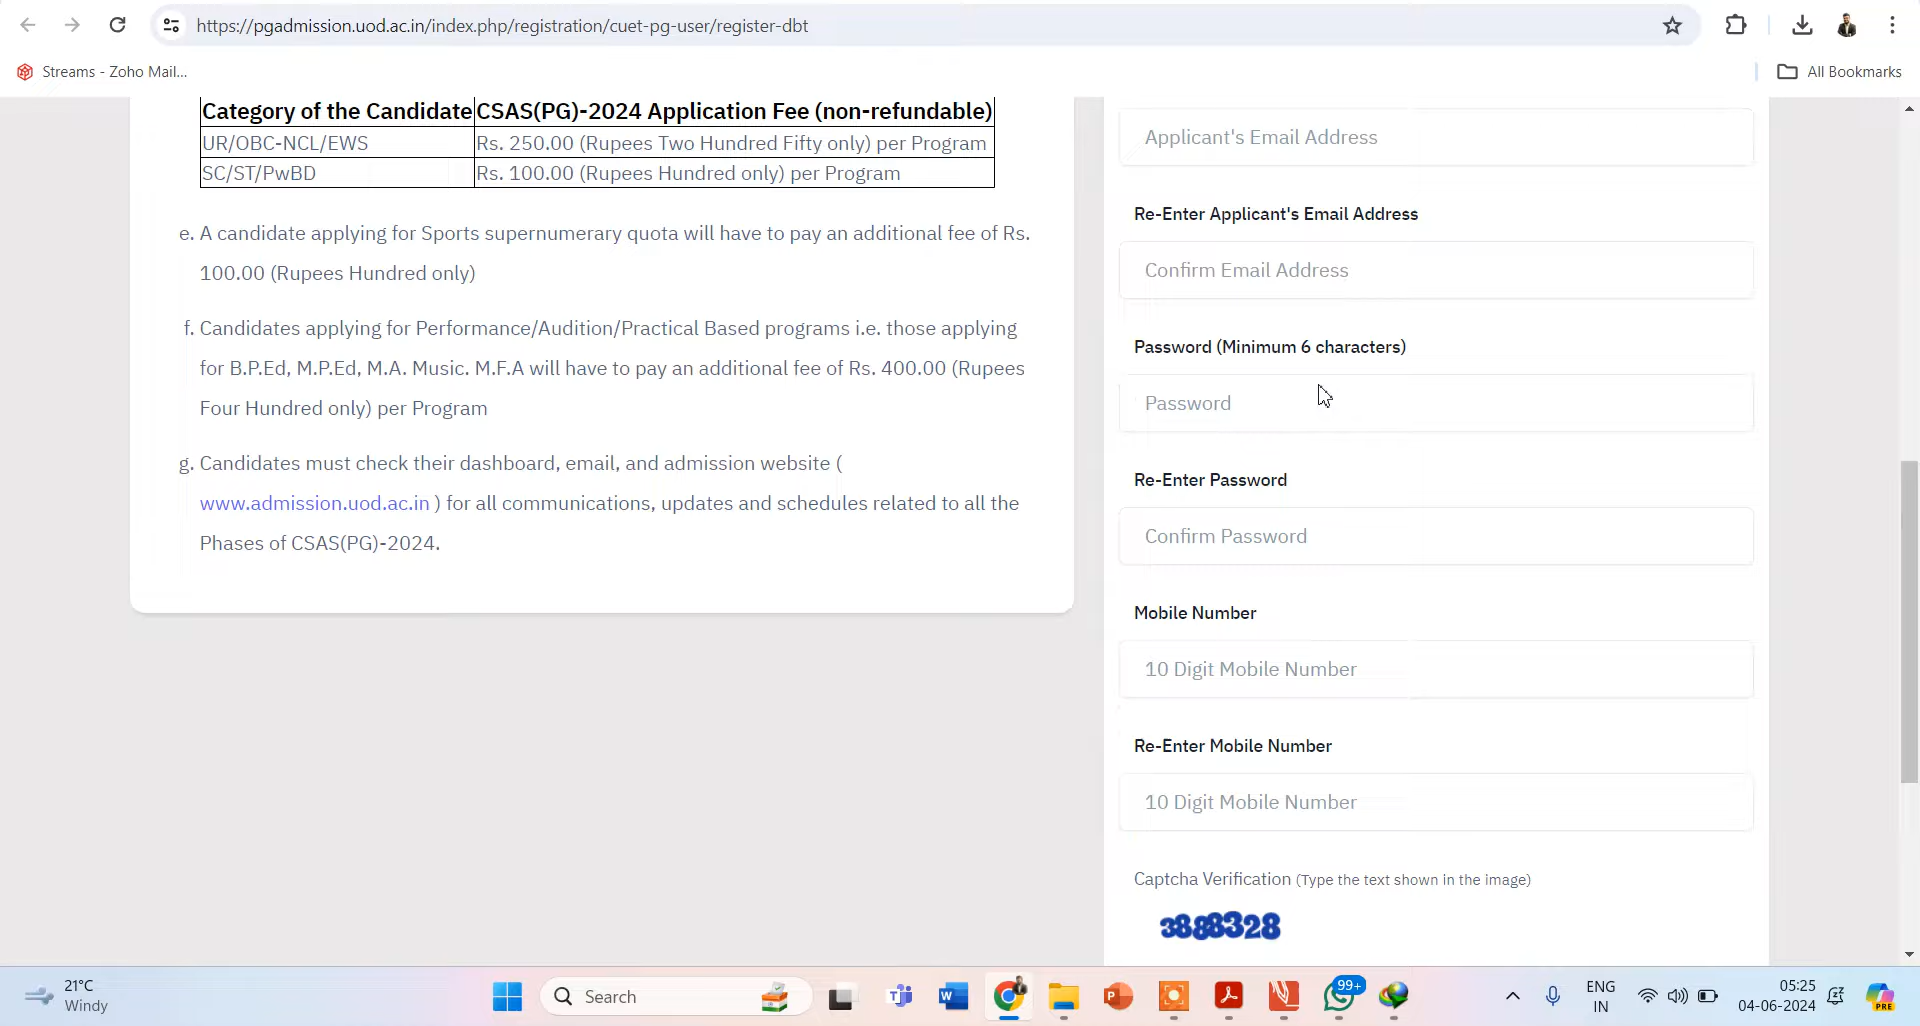 https://pgadmission.uod.ac.in/index.php/registration/cuet-pg-user/register-dbt
Streams - Zoho Mail...
All Bookmarks
Category of the Candidate CSAS(PG)-2024 Application Fee (non-refundable)
UR/OBC-NCL/EWS Rs. 250.00 (Rupees Two Hundred Fifty only) per Program
SC/ST/PwBD Rs. 100.00 (Rupees Hundred only) per Program
e. A candidate applying for Sports supernumerary quota will have to pay an additional fee of Rs.
100.00 (Rupees Hundred only)
f. Candidates applying for Performance/Audition/Practical Based programs i.e. those applying
for B.P.Ed, M.P.Ed, M.A. Music. M.F.A will have to pay an additional fee of Rs. 400.00 (Rupees
Four Hundred only) per Program
g. Candidates must check their dashboard, email, and admission website (
www.admission.uod.ac.in ) for all communications, updates and schedules related to all the
Phases of CSAS(PG)-2024.
Applicant's Email Address
Re-Enter Applicant's Email Address
Confirm Email Address
Password (Minimum 6 characters)
Password
Re-Enter Password
Confirm Password
Mobile Number
10 Digit Mobile Number
Re-Enter Mobile Number
10 Digit Mobile Number
Captcha Verification (Type the text shown in the image)
3888328
21°C
Windy
Search
99+
ENG
IN
05:25
04-06-2024
PRE